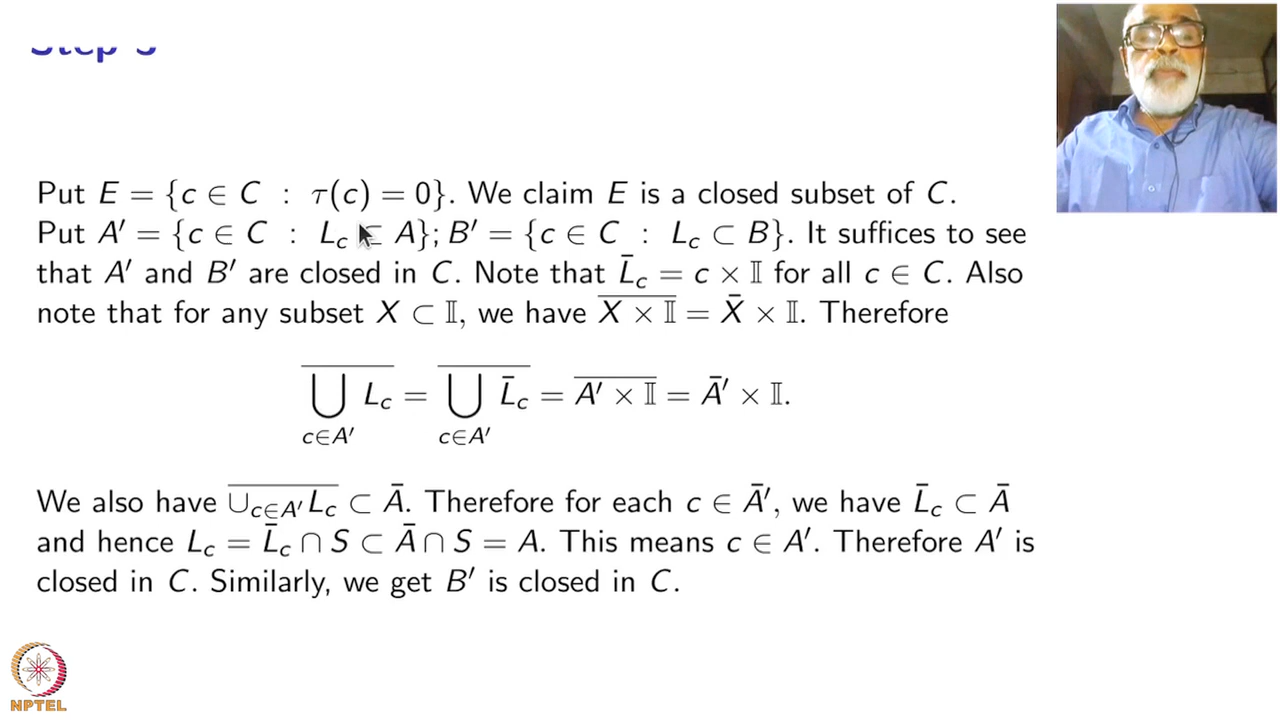 Step 3
Put E = {c ∈ C : τ(c) = 0}. We claim E is a closed subset of C.
Put A′ = {c ∈ C : L_c ⊂ A}; B′ = {c ∈ C : L_c ⊂ B}. It suffices to see
that A′ and B′ are closed in C. Note that L̄_c = c × 𝕀 for all c ∈ C. Also
note that for any subset X ⊂ 𝕀, we have \overline{X × 𝕀} = X̄ × 𝕀. Therefore
\overline{⋃_{c∈A′} L_c} = \overline{⋃_{c∈A′} L̄_c} = \overline{A′ × 𝕀} = Ā′ × 𝕀.
We also have \overline{∪_{c∈A′} L_c} ⊂ Ā. Therefore for each c ∈ Ā′, we have L̄_c ⊂ Ā
and hence L_c = L̄_c ∩ S ⊂ Ā ∩ S = A. This means c ∈ A′. Therefore A′ is
closed in C. Similarly, we get B′ is closed in C.
NPTEL